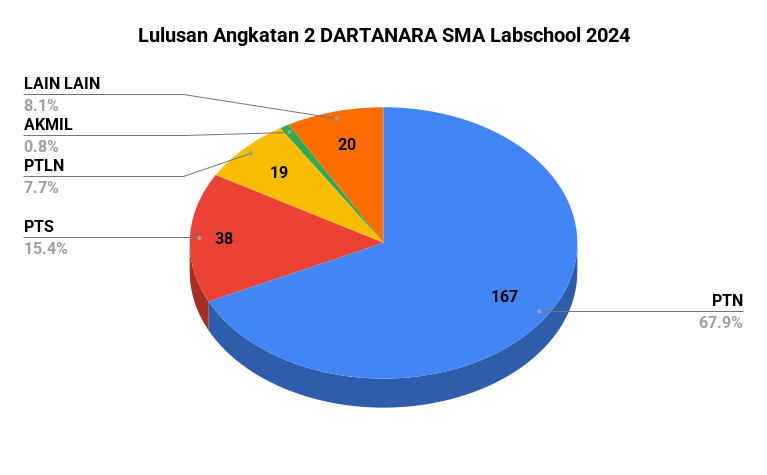 Lulusan Angkatan 2 DARTANARA SMA Labschool 2024
LAIN LAIN
8.1%
AKMIL
0.8%
PTLN
7.7%
PTS
15.4%
20
19
38
167
PTN
67.9%